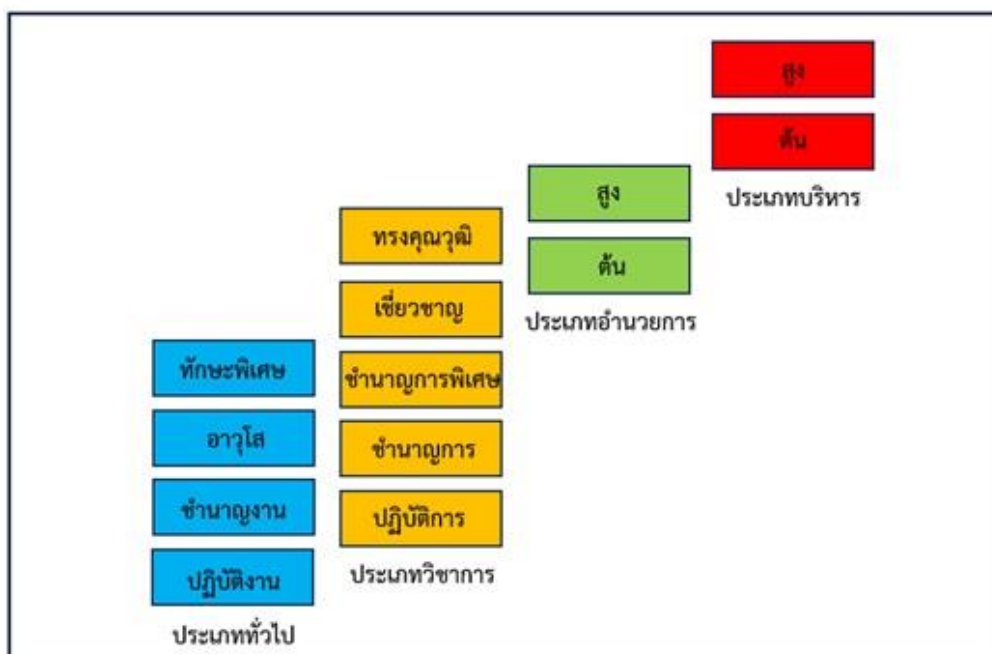 สูง
ต้น
ประเภทบริหาร
สูง
ต้น
ประเภทอำนวยการ
ทรงคุณวุฒิ
เชี่ยวชาญ
ชำนาญการพิเศษ
ชำนาญการ
ปฏิบัติการ
ประเภทวิชาการ
ทักษะพิเศษ
อาวุโส
ชำนาญงาน
ปฏิบัติงาน
ประเภททั่วไป